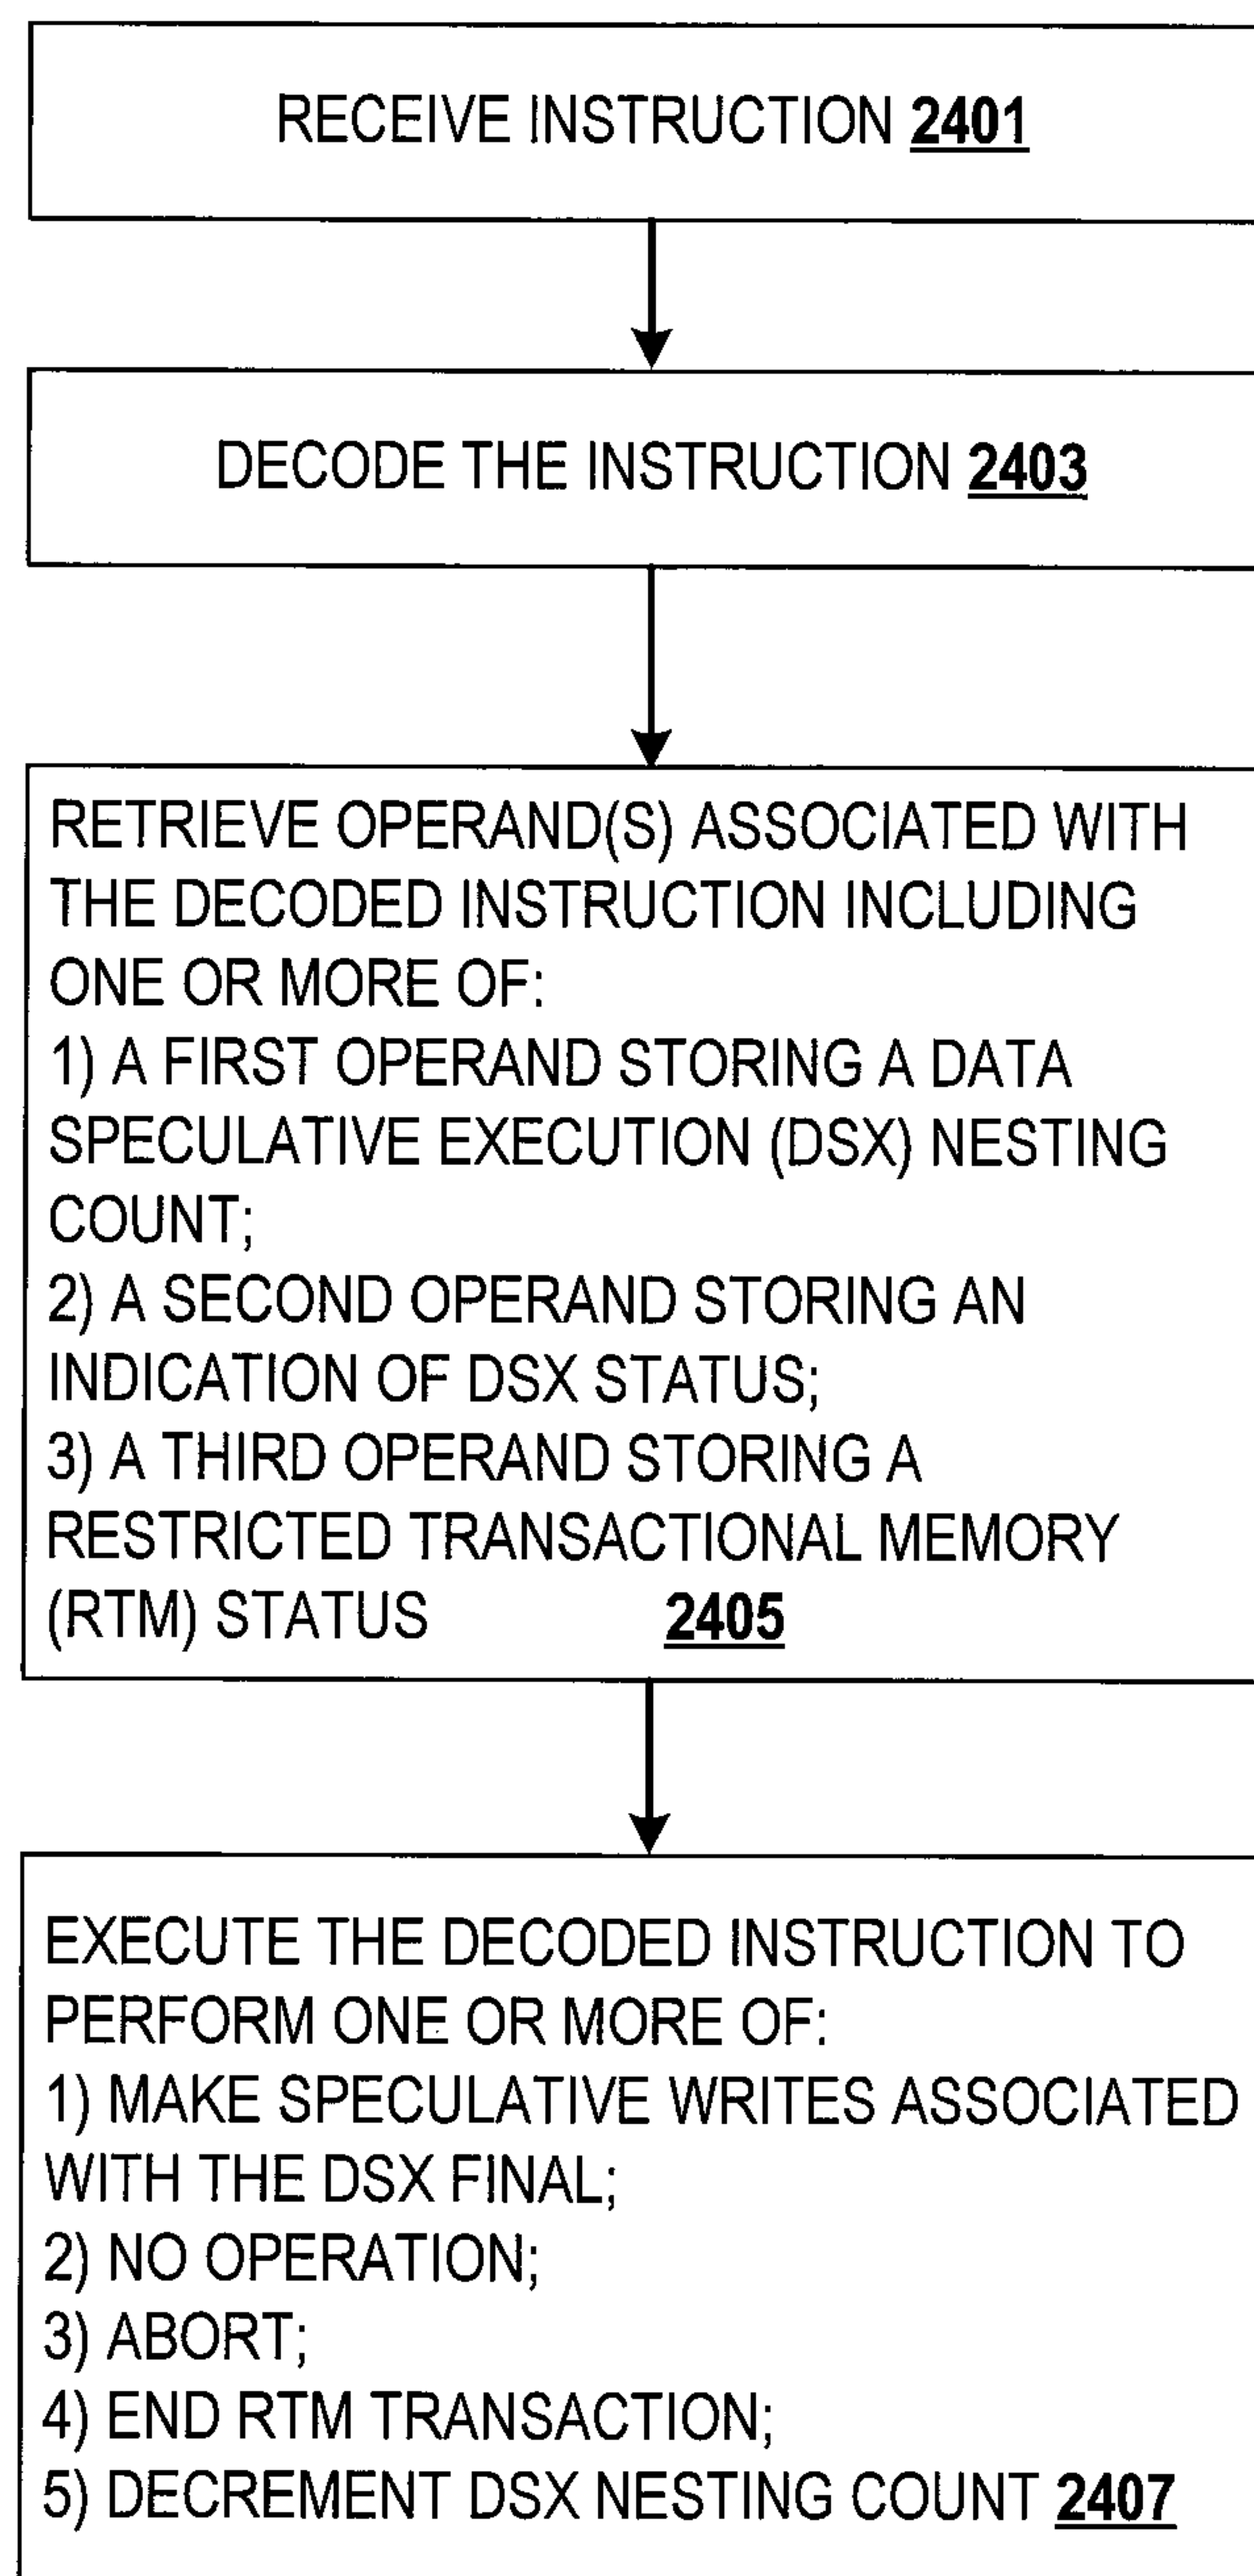 RECEIVE INSTRUCTION 2401
DECODE THE INSTRUCTION 2403
RETRIEVE OPERAND(S) ASSOCIATED WITH
THE DECODED INSTRUCTION INCLUDING
ONE OR MORE OF:
1) A FIRST OPERAND STORING A DATA
SPECULATIVE EXECUTION (DSX) NESTING
COUNT;
2) A SECOND OPERAND STORING AN
INDICATION OF DSX STATUS;
3) A THIRD OPERAND STORING A
RESTRICTED TRANSACTIONAL MEMORY
(RTM) STATUS 2405
EXECUTE THE DECODED INSTRUCTION TO
PERFORM ONE OR MORE OF:
1) MAKE SPECULATIVE WRITES ASSOCIATED
WITH THE DSX FINAL;
2) NO OPERATION;
3) ABORT;
4) END RTM TRANSACTION;
5) DECREMENT DSX NESTING COUNT 2407